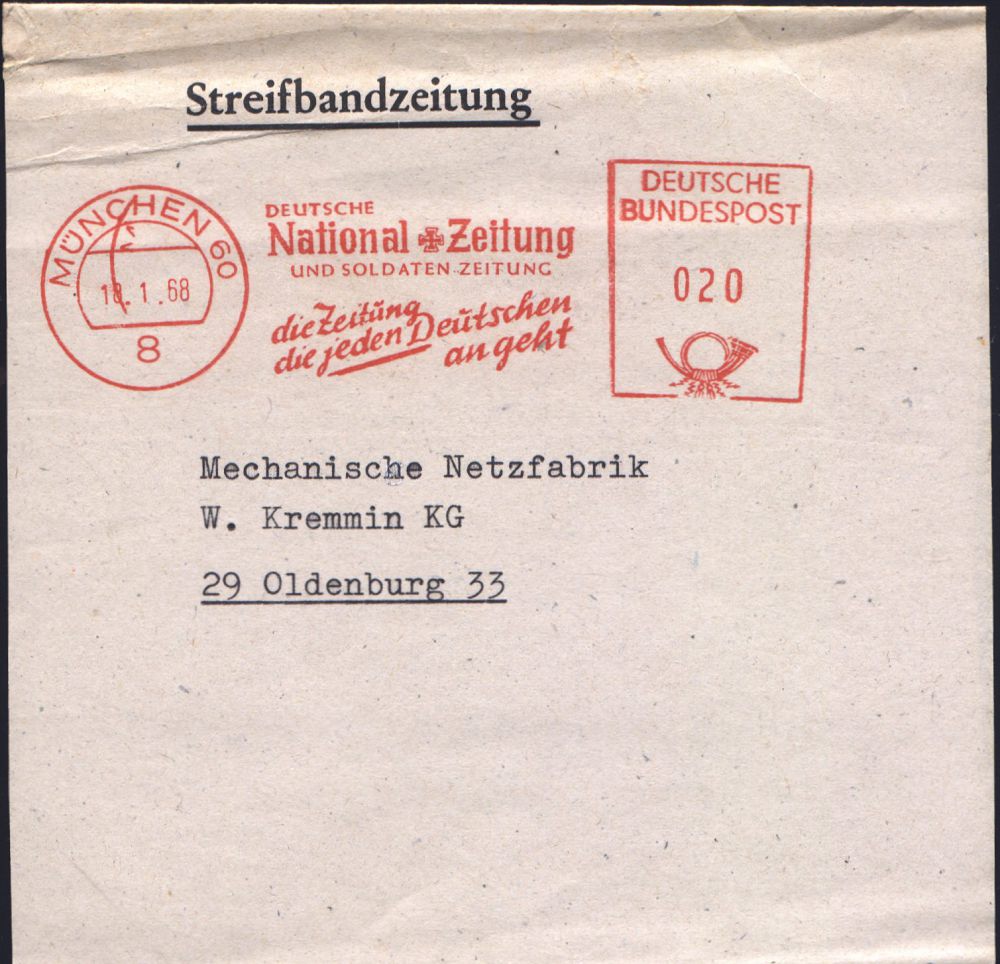 Streifbandzeitung
MÜNCHEN 60
18.1.68
8
DEUTSCHE
National Zeitung
UND SOLDATEN-ZEITUNG
die Zeitung
die jeden Deutschen
angeht
DEUTSCHE
BUNDESPOST
020
Mechanische Netzfabrik
W. Kremmin KG
29 Oldenburg 33